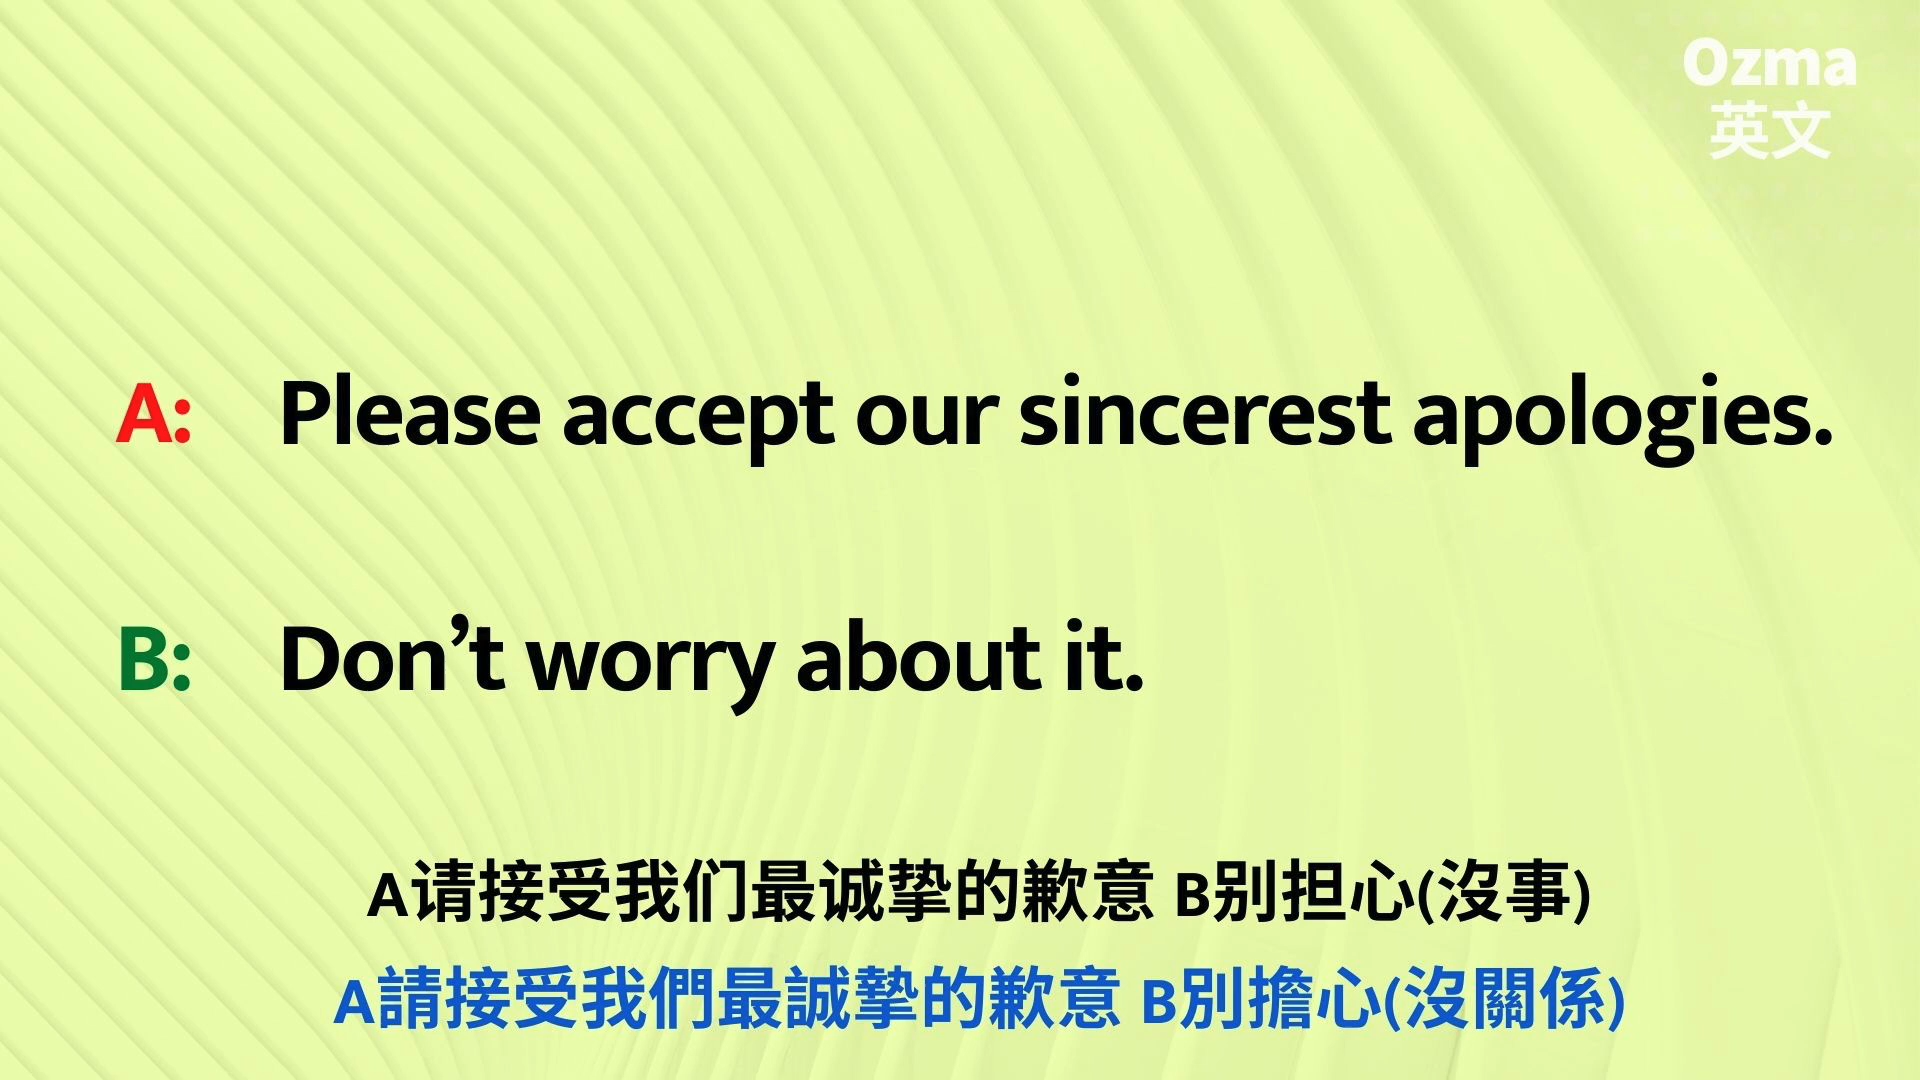 Ozma
英文
A: Please accept our sincerest apologies.
B: Don’t worry about it.
A请接受我们最诚挚的歉意 B别担心(沒事)
A請接受我們最誠摯的歉意 B別擔心(沒關係)